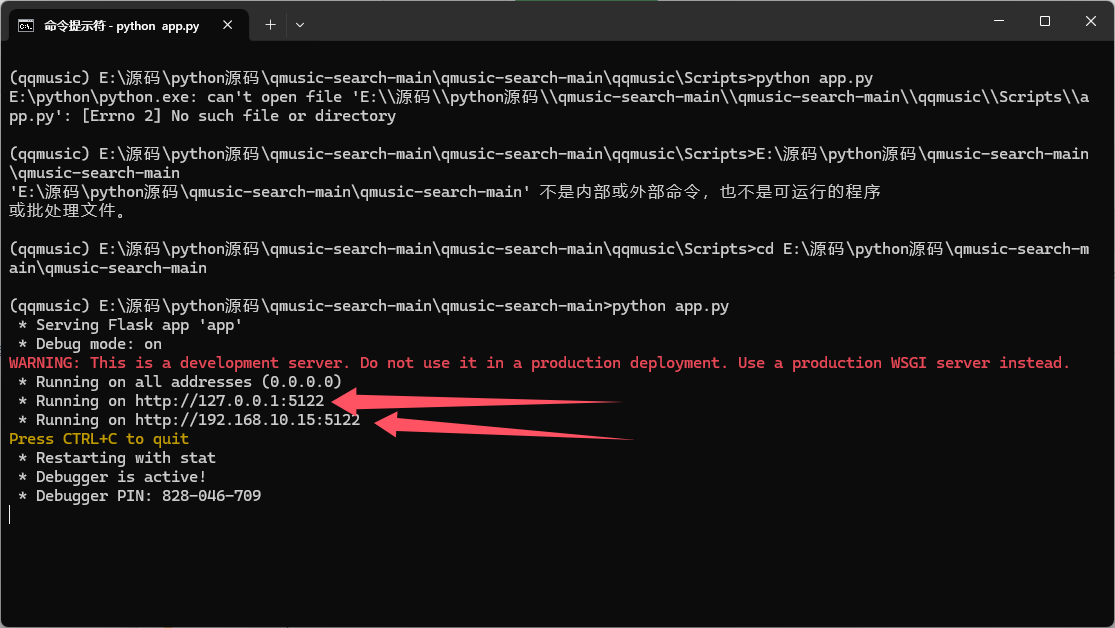 命令提示符 - python  app.py
(qqmusic) E:\源码\python源码\qmusic-search-main\qmusic-search-main\qqmusic\Scripts>python app.py
E:\python\python.exe: can't open file 'E:\\源码\\python源码\\qmusic-search-main\\qmusic-search-main\\qqmusic\\Scripts\\a
pp.py': [Errno 2] No such file or directory
(qqmusic) E:\源码\python源码\qmusic-search-main\qmusic-search-main\qqmusic\Scripts>E:\源码\python源码\qmusic-search-main
\qmusic-search-main
'E:\源码\python源码\qmusic-search-main\qmusic-search-main' 不是内部或外部命令，也不是可运行的程序
或批处理文件。
(qqmusic) E:\源码\python源码\qmusic-search-main\qmusic-search-main\qqmusic\Scripts>cd E:\源码\python源码\qmusic-search-m
ain\qmusic-search-main
(qqmusic) E:\源码\python源码\qmusic-search-main\qmusic-search-main>python app.py
 * Serving Flask app 'app'
 * Debug mode: on
WARNING: This is a development server. Do not use it in a production deployment. Use a production WSGI server instead.
 * Running on all addresses (0.0.0.0)
 * Running on http://127.0.0.1:5122
 * Running on http://192.168.10.15:5122
Press CTRL+C to quit
 * Restarting with stat
 * Debugger is active!
 * Debugger PIN: 828-046-709